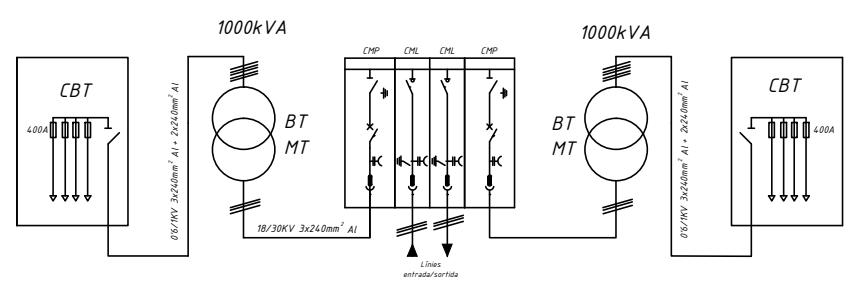 1000kVA
1000kVA
CMP
CML
CML
CMP
CBT
CBT
400A
400A
BT
MT
BT
MT
0'6/1KV 3x240mm² Al + 2x240mm² Al
0'6/1KV 3x240mm² Al + 2x240mm² Al
18/30KV 3x240mm² Al
Línies
entrada/sortida